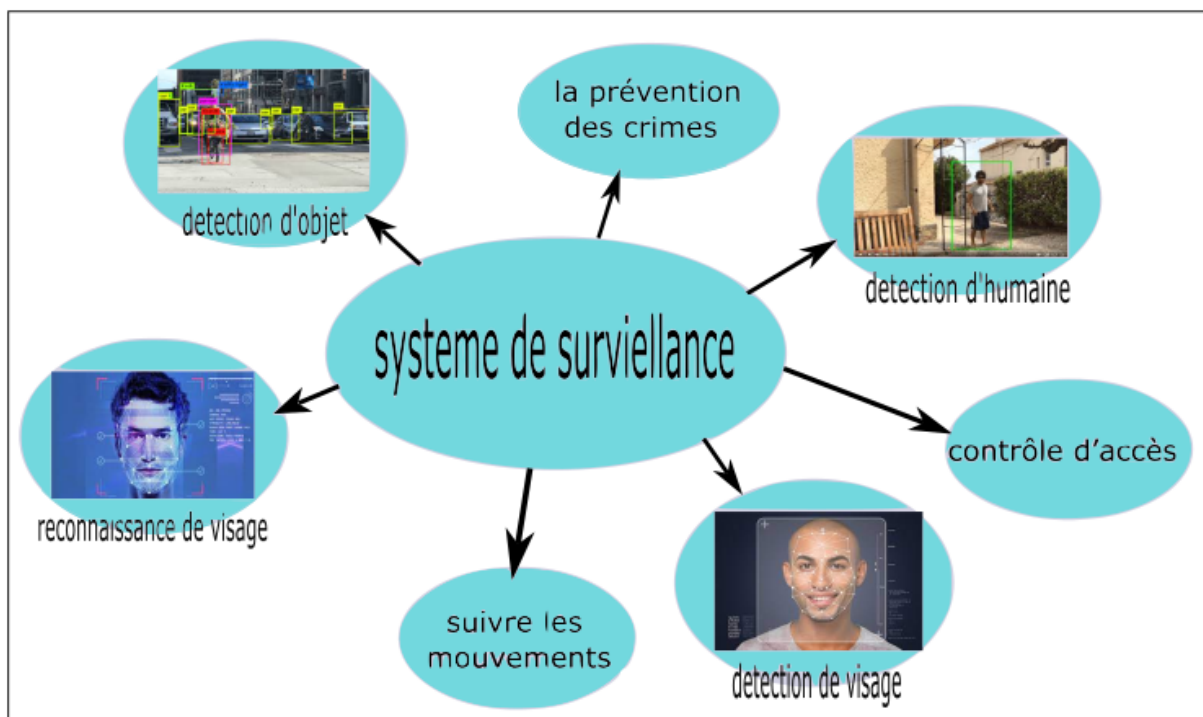 la prévention
des crimes
detection d'objet
detection d'humaine
systeme de surviellance
contrôle d'accès
reconnaissance de visage
suivre les
mouvements
detection de visage